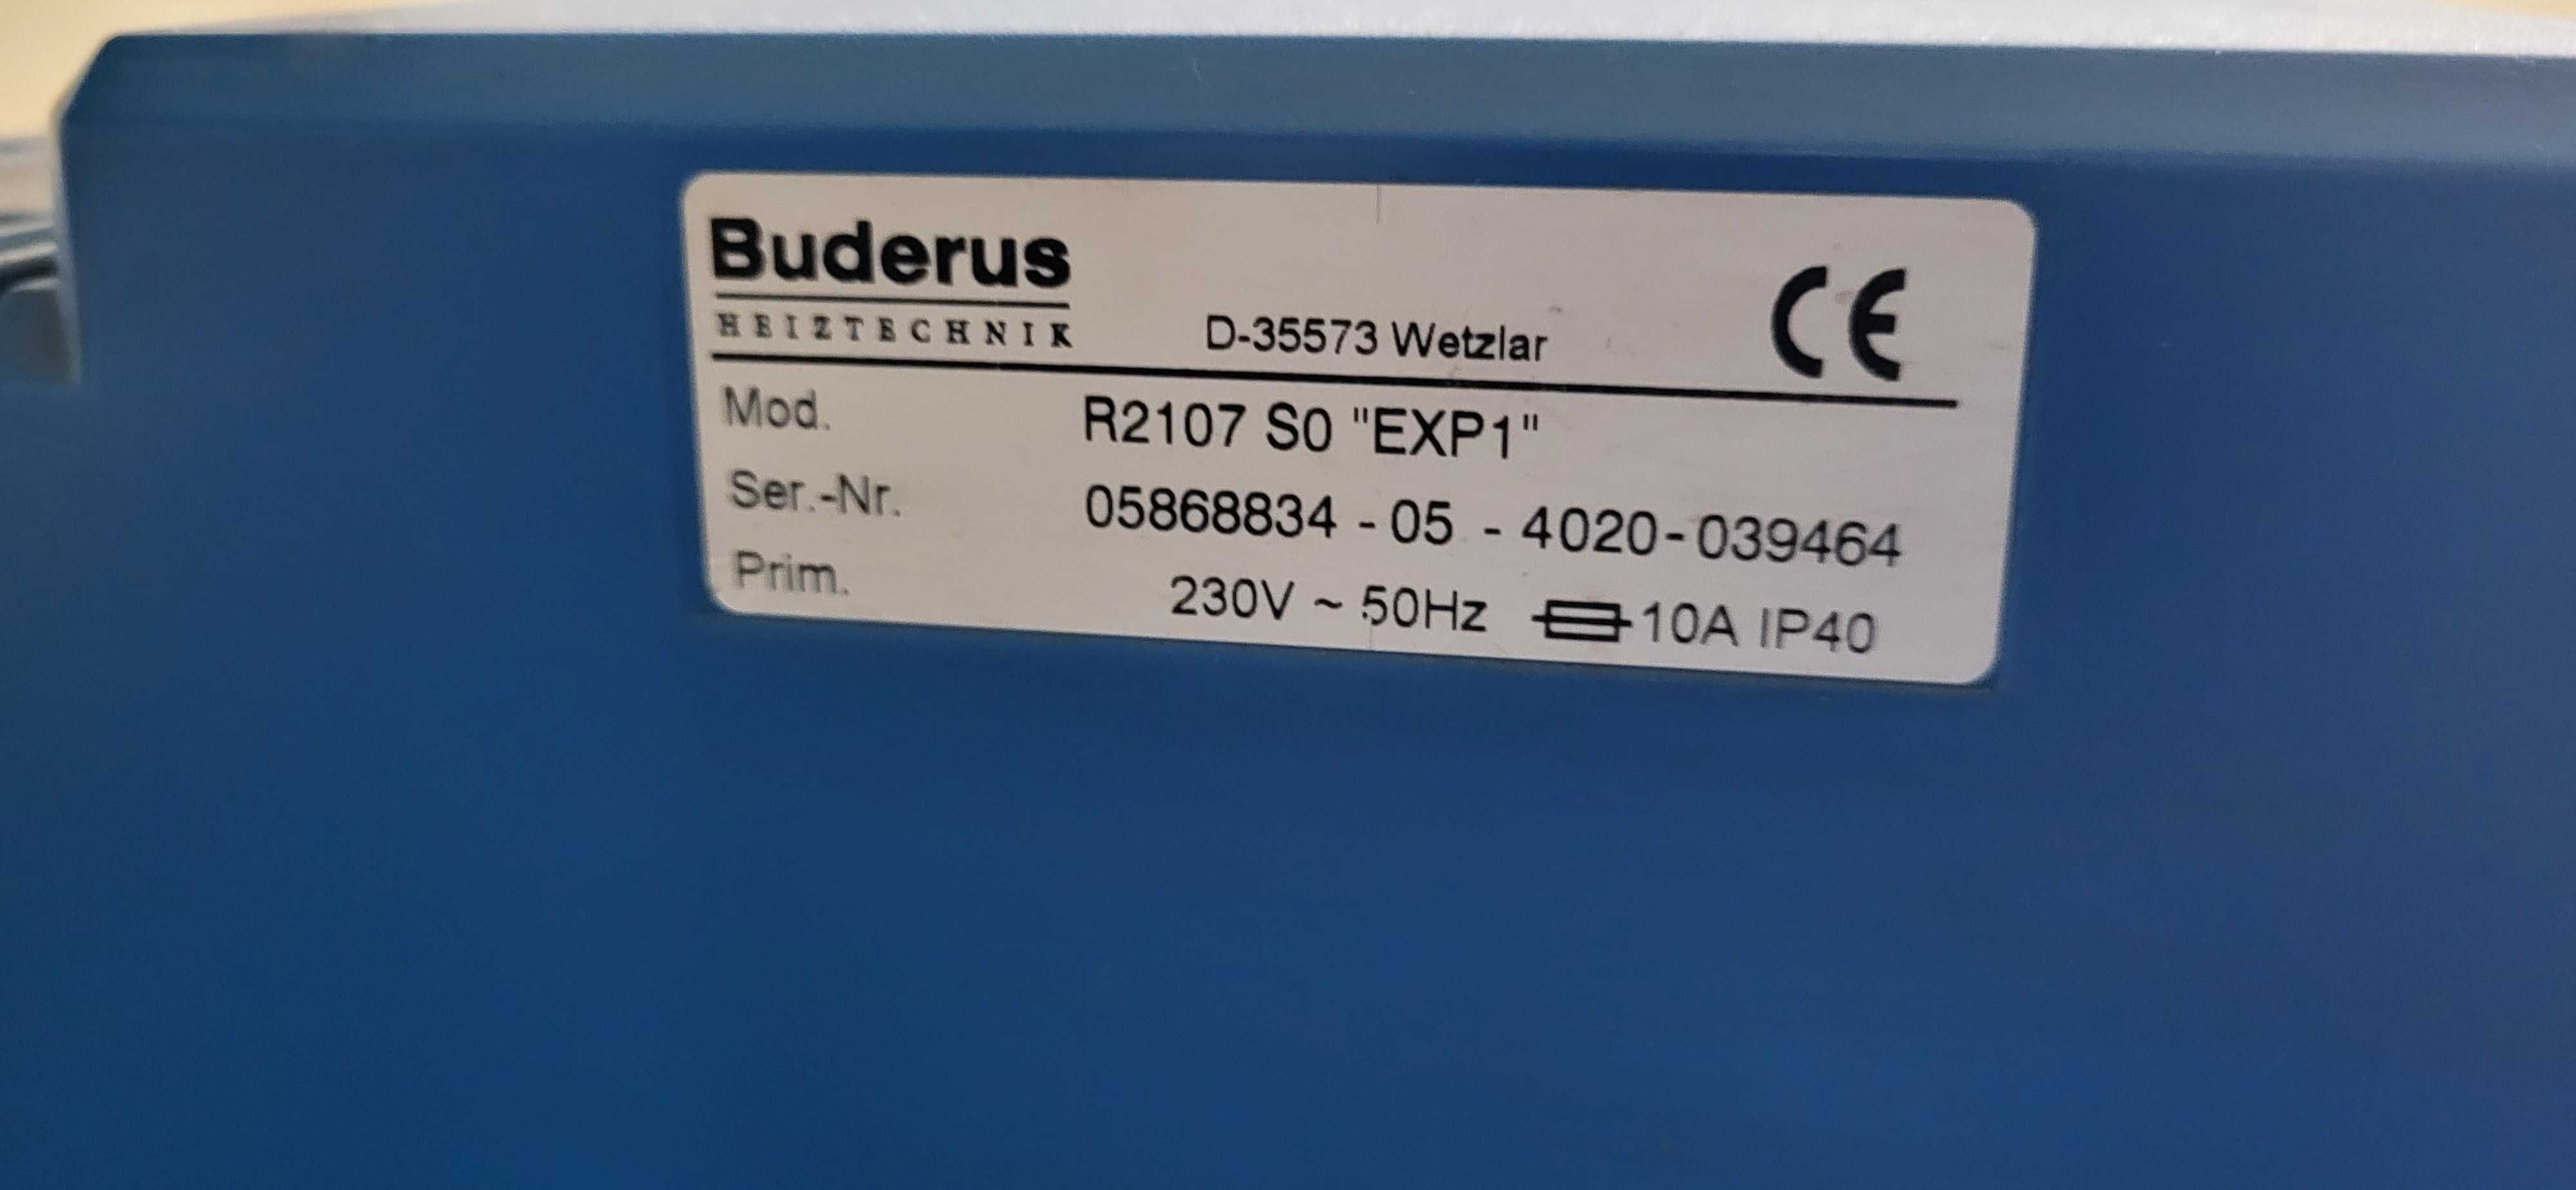 Buderus
HEIZTECHNIK D-35573 Wetzlar CE
Mod. R2107 S0 "EXP1"
Ser.-Nr. 05868834 - 05 - 4020-039464
Prim. 230V ~ 50Hz 10A IP40